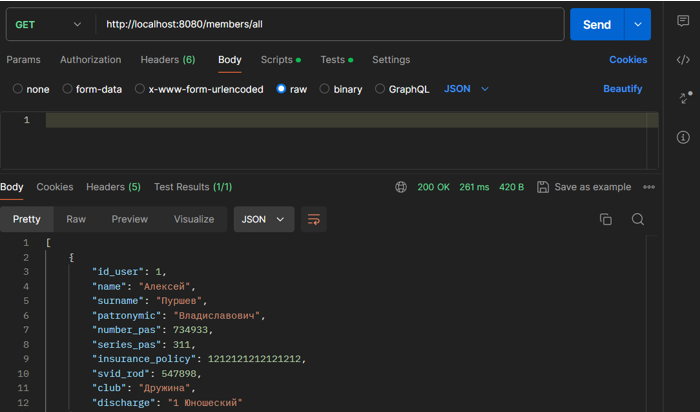 GET http://localhost:8080/members/all Send
Params Authorization Headers (6) Body Scripts Tests Settings Cookies
none form-data x-www-form-urlencoded raw binary GraphQL JSON Beautify
1
Body Cookies Headers (5) Test Results (1/1) 200 OK 261 ms 420 B Save as example
Pretty Raw Preview Visualize JSON
1 [
2 {
3 "id_user": 1,
4 "name": "Алексей",
5 "surname": "Пуршев",
6 "patronymic": "Владиславович",
7 "number_pas": 734933,
8 "series_pas": 311,
9 "insurance_policy": 1212121212121212,
10 "svid_rod": 547898,
11 "club": "Дружина",
12 "discharge": "1 Юношеский"